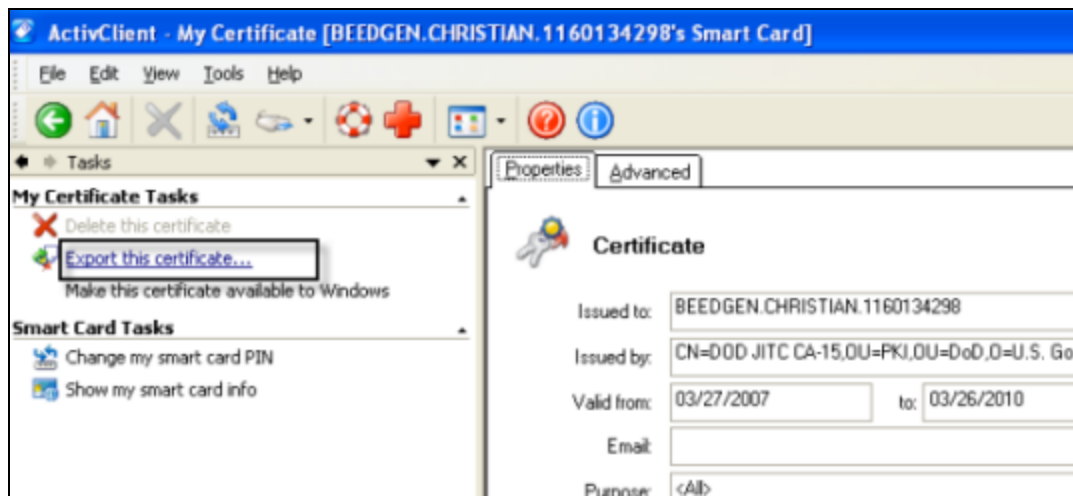 ActivClient - My Certificate [BEEDGEN.CHRISTIAN.1160134298's Smart Card]
File Edit View Tools Help
Tasks
My Certificate Tasks
Delete this certificate
Export this certificate...
Make this certificate available to Windows
Smart Card Tasks
Change my smart card PIN
Show my smart card info
Properties Advanced
Certificate
Issued to: BEEDGEN.CHRISTIAN.1160134298
Issued by: CN=DOD JITC CA-15,OU=PKI,OU=DoD,O=U.S. Go
Valid from: 03/27/2007 to: 03/26/2010
Email:
Purpose: <All>